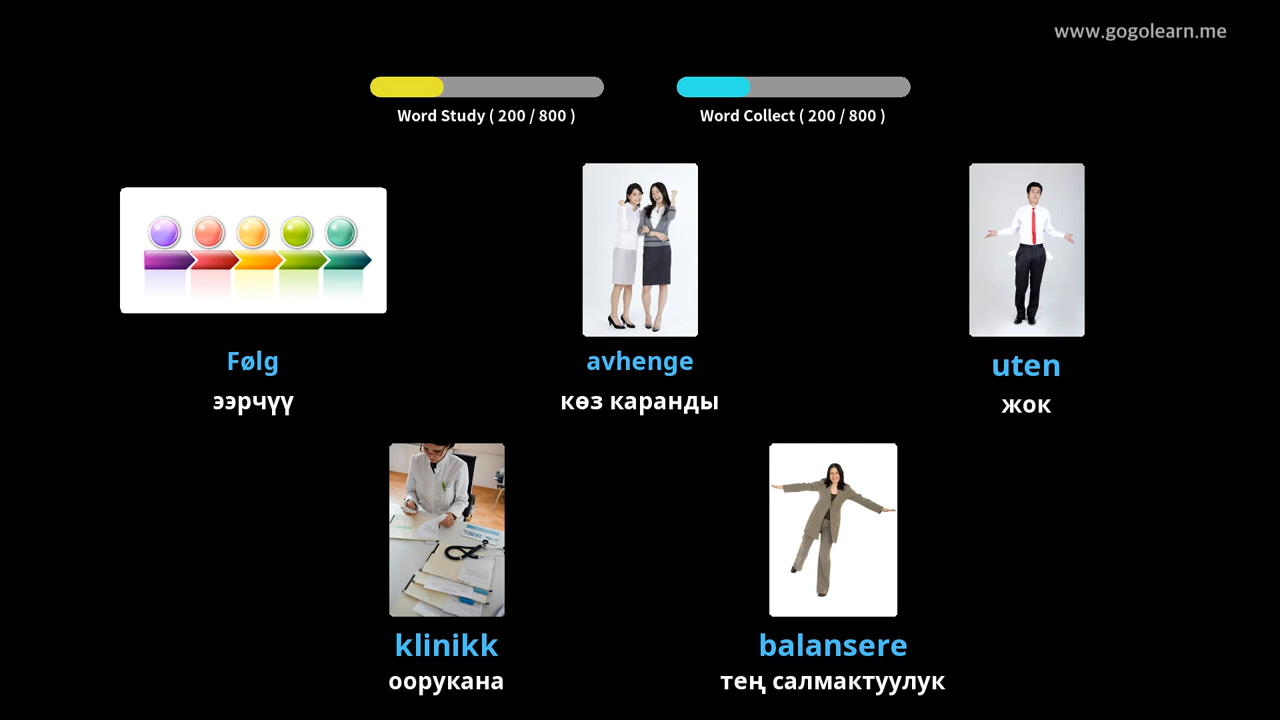 www.gogolearn.me
Word Study ( 200 / 800 )
Word Collect ( 200 / 800 )
Følg
ээрчүү
avhenge
көз каранды
uten
жок
klinikk
оорукана
balansere
тең салмактуулук